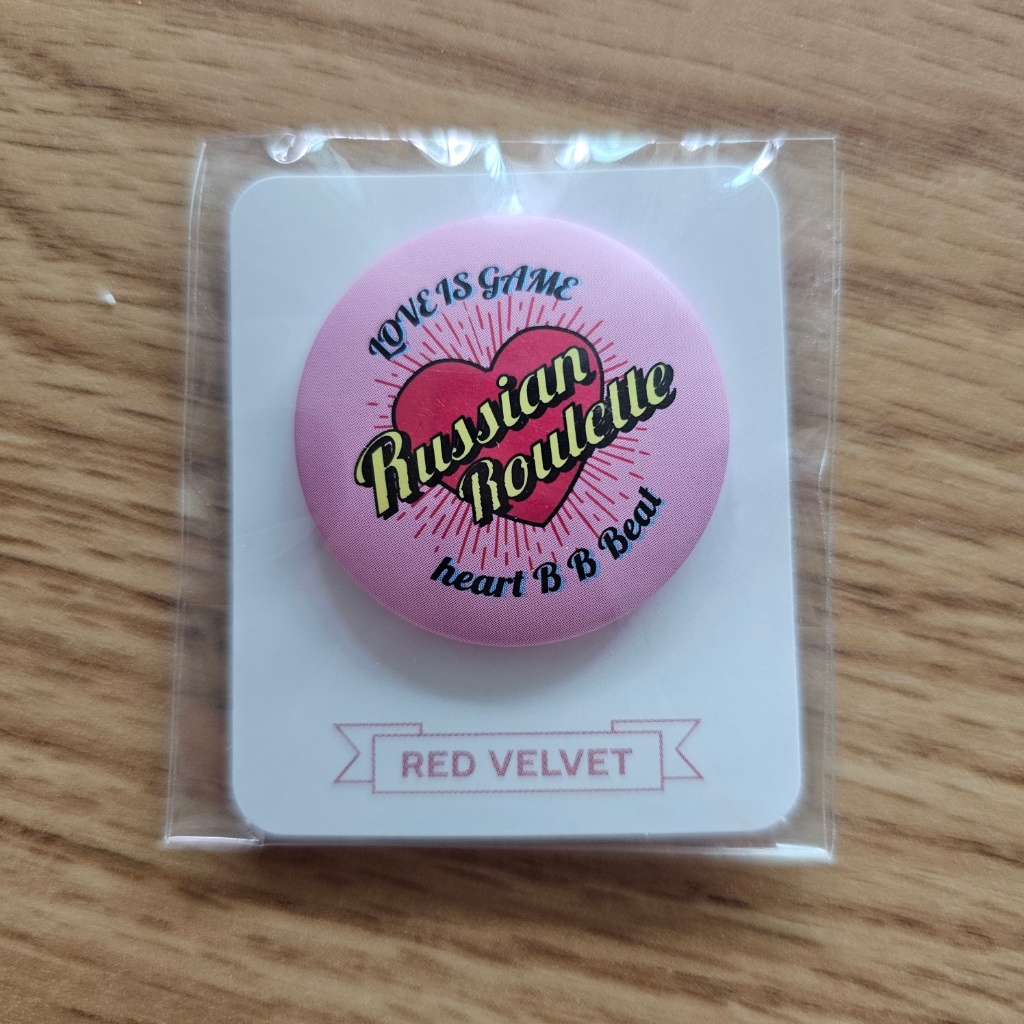 LOVE IS GAME
Russian
Roulette
heart B B Beat
RED VELVET